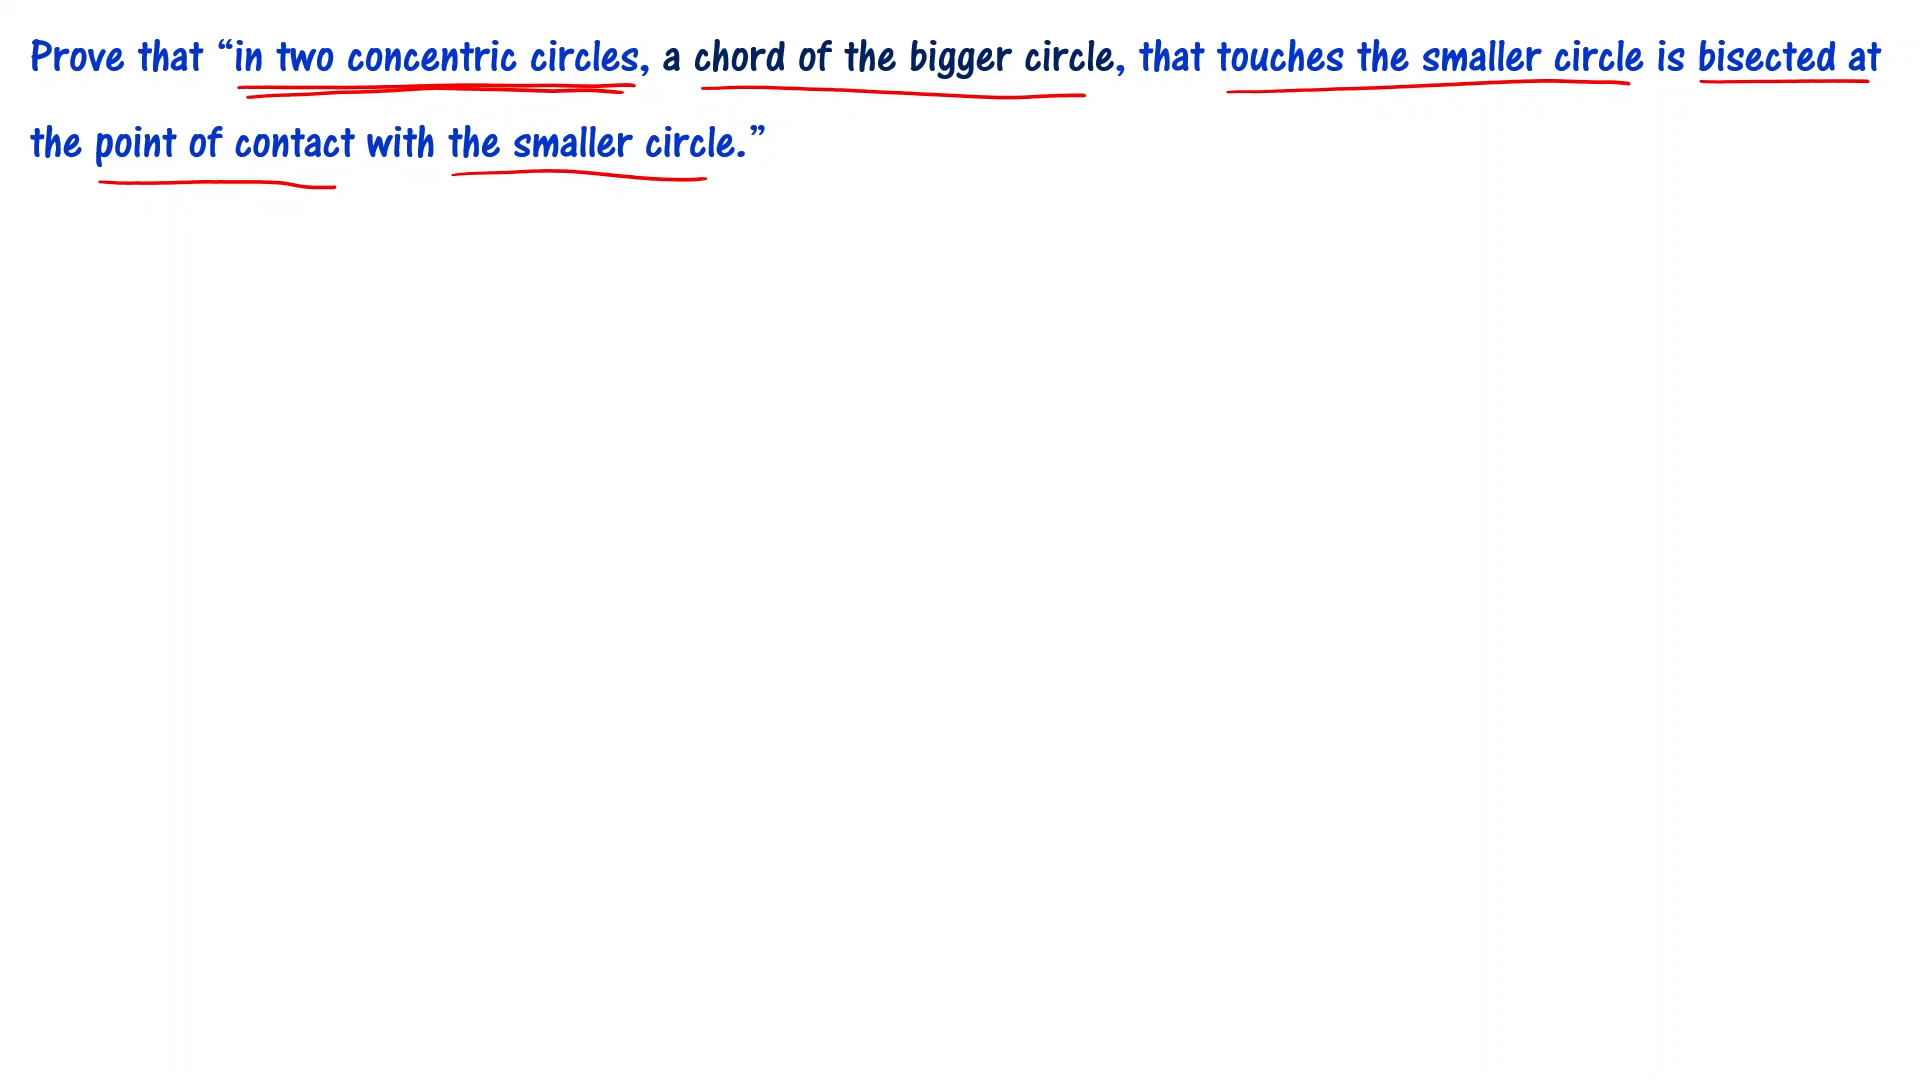 Prove that “in two concentric circles, a chord of the bigger circle, that touches the smaller circle is bisected at
the point of contact with the smaller circle.”